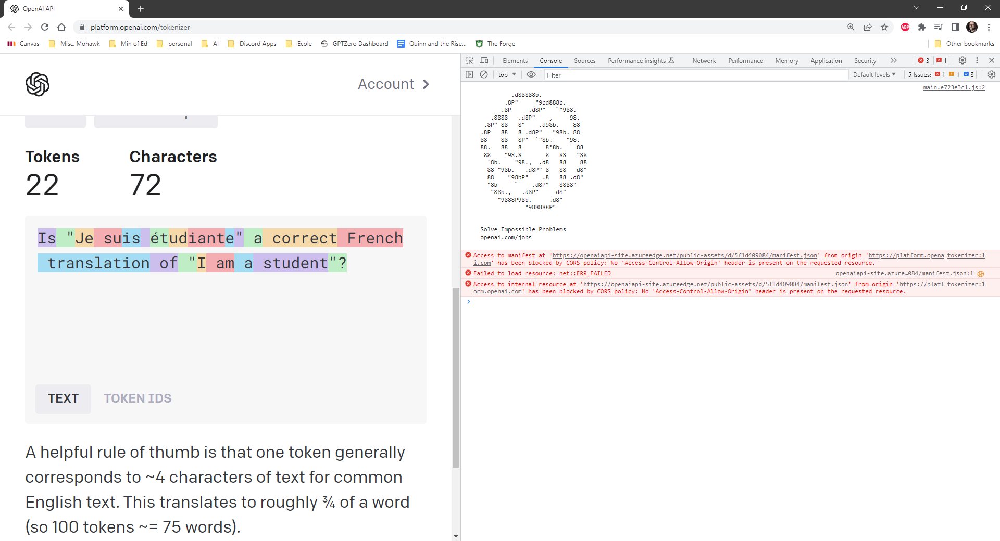 OpenAI API
platform.openai.com/tokenizer
ABP
Canvas
Misc. Mohawk
Min of Ed
personal
AI
Discord Apps
Ecole
GPTZero Dashboard
Quinn and the Rise...
The Forge
Other bookmarks
Account
Tokens
Characters
22
72
Is "Je suis étudiante" a correct French
translation of "I am a student"?
TEXT
TOKEN IDS
A helpful rule of thumb is that one token generally
corresponds to ~4 characters of text for common
English text. This translates to roughly ¾ of a word
(so 100 tokens ~= 75 words).
Elements
Console
Sources
Performance insights
Network
Performance
Memory
Application
Security
3
1
top
Filter
Default levels
5 Issues:
1
1
3
main.e723e3c1.js:2
.d88888b.
.8P"     "9bd888b.
.8P     .d8P"   `"988.
.8888   .d8P"    ,     98.
.8P" 88   8"    .d98b.    88
.8P   88   8 .d8P"   "98b. 88
88    88   8P"  `"8b.    "98.
88.   88   8       8"8b.    88
88    "98.8       8   88   "88
`8b.    "98.,  .d8   88    88
88 "98b.   .d8P" 8   88   d8"
88    "98bP"    .8   88 .d8"
"8b     `    .d8P"   8888"
"88b.,   .d8P"     d8"
"9888P98b.     .d8"
"988888P"
Solve Impossible Problems
openai.com/jobs
Access to manifest at 'https://openaiapi-site.azureedge.net/public-assets/d/5f1d409084/manifest.json' from origin 'https://platform.opena tokenizer:1
i.com' has been blocked by CORS policy: No 'Access-Control-Allow-Origin' header is present on the requested resource.
Failed to load resource: net::ERR_FAILED openaiapi-site.azure…084/manifest.json:1
Access to internal resource at 'https://openaiapi-site.azureedge.net/public-assets/d/5f1d409084/manifest.json' from origin 'https://platf tokenizer:1
orm.openai.com' has been blocked by CORS policy: No 'Access-Control-Allow-Origin' header is present on the requested resource.